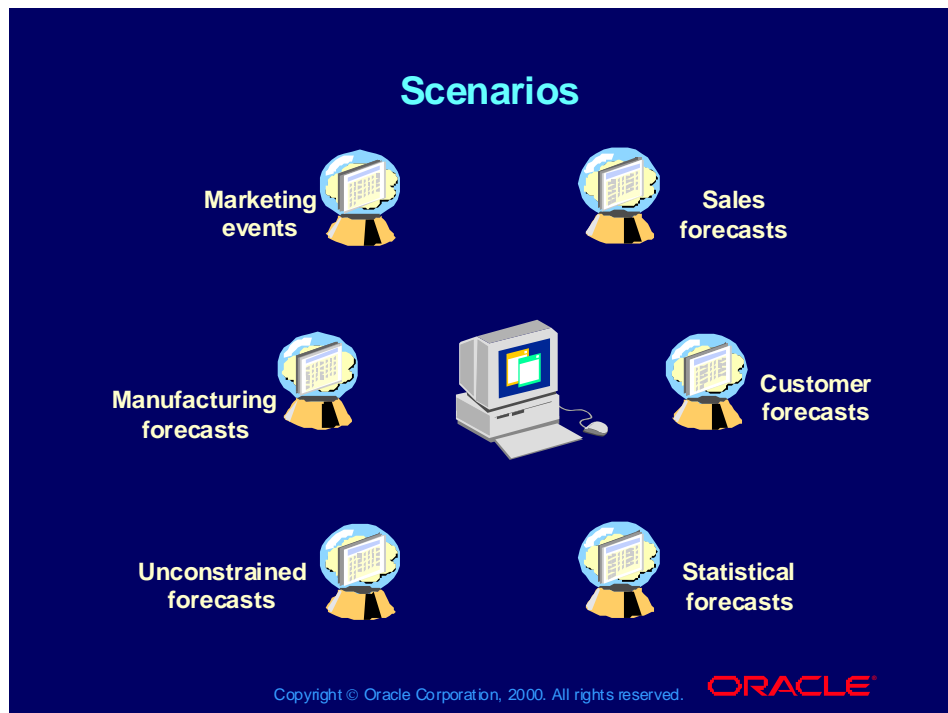 Scenarios
Marketing
events
Sales
forecasts
Manufacturing
forecasts
Customer
forecasts
Unconstrained
forecasts
Statistical
forecasts
Copyright © Oracle Corporation, 2000. All rights reserved.
ORACLE®